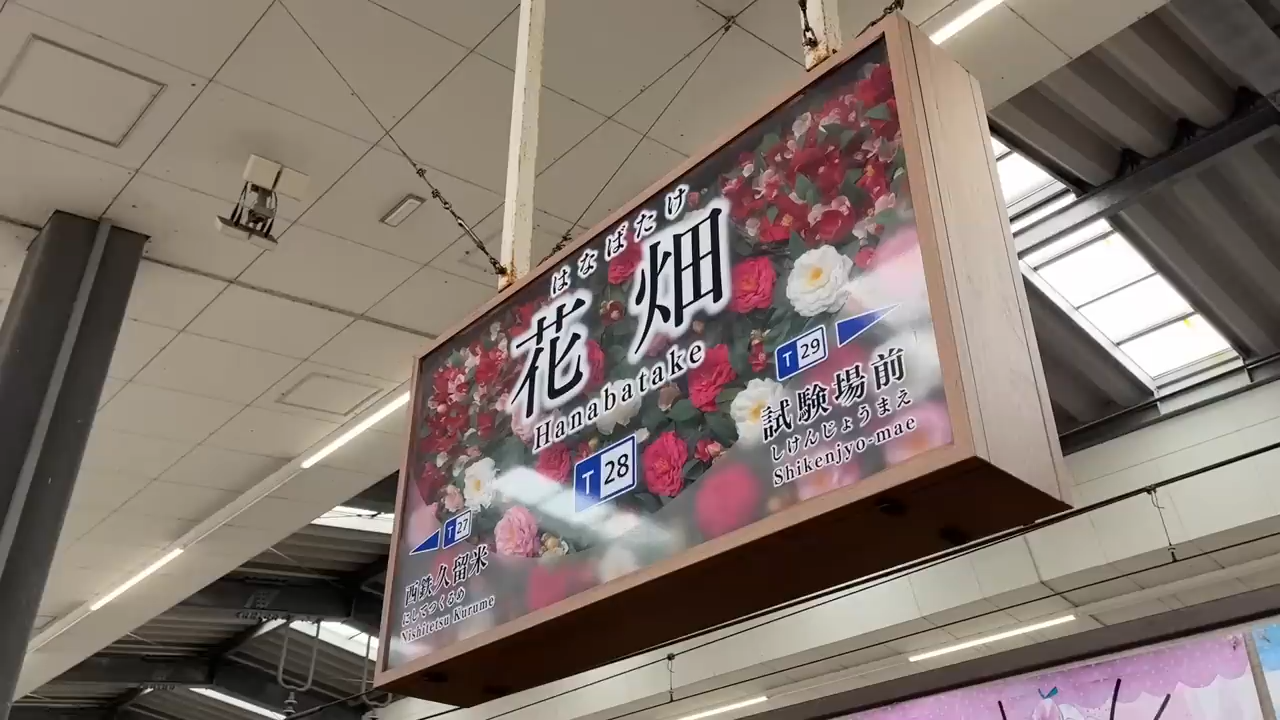 はなばたけ
花畑
Hanabatake
T 28
T 27
西鉄久留米
にしてつくるめ
Nishitetsu Kurume
T 29
試験場前
しけんじょうまえ
Shikenjyo-mae